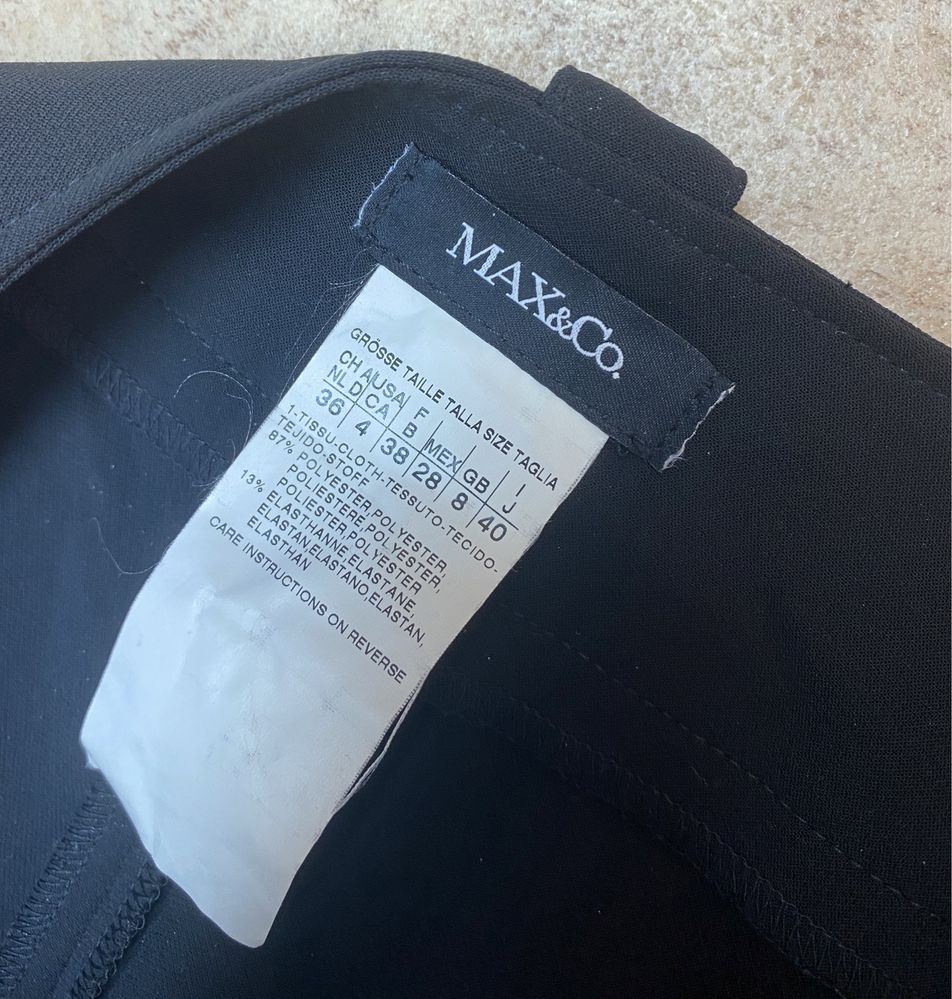 MAX&Co.
GRÖSSE TAILLE TALLA SIZE TAGLIA
CH A USA F MEX GB I
NL D CA B J
36 4 38 28 8 40
1-TISSU-CLOTH-TESSUTO-TECIDO-
TEJIDO-STOFF
87% POLYESTER,POLYESTER,
POLIESTERE,POLYESTER,
POLIESTER,POLYESTER
13% ELASTHANNE,ELASTANE,
ELASTAN,ELASTANO,ELASTAN,
ELASTHAN
CARE INSTRUCTIONS ON REVERSE